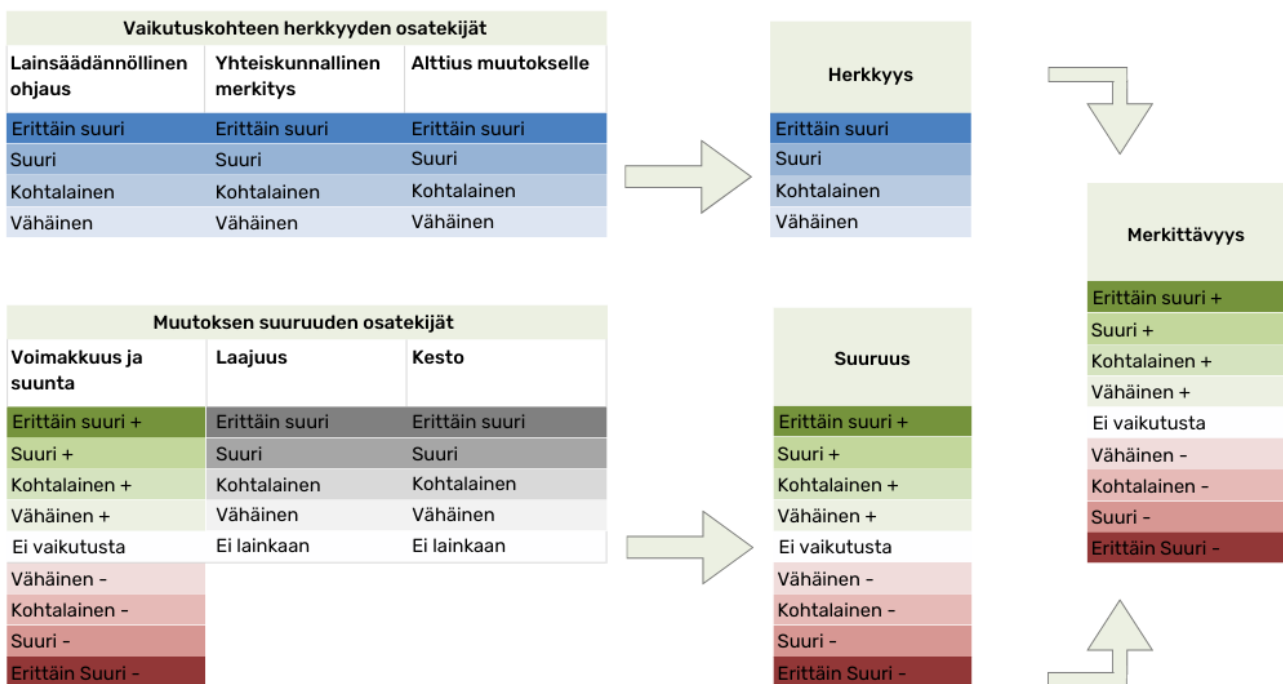 Vaikutuskohteen herkkyyden osatekijät
Lainsäädännöllinen ohjaus
Yhteiskunnallinen merkitys
Alttius muutokselle
Erittäin suuri Erittäin suuri Erittäin suuri
Suuri Suuri Suuri
Kohtalainen Kohtalainen Kohtalainen
Vähäinen Vähäinen Vähäinen
Herkkyys
Erittäin suuri
Suuri
Kohtalainen
Vähäinen
Muutoksen suuruuden osatekijät
Voimakkuus ja suunta
Laajuus
Kesto
Erittäin suuri + Erittäin suuri Erittäin suuri
Suuri + Suuri Suuri
Kohtalainen + Kohtalainen Kohtalainen
Vähäinen + Vähäinen Vähäinen
Ei vaikutusta Ei lainkaan Ei lainkaan
Vähäinen -
Kohtalainen -
Suuri -
Erittäin Suuri -
Suuruus
Erittäin suuri +
Suuri +
Kohtalainen +
Vähäinen +
Ei vaikutusta
Vähäinen -
Kohtalainen -
Suuri -
Erittäin Suuri -
Merkittävyys
Erittäin suuri +
Suuri +
Kohtalainen +
Vähäinen +
Ei vaikutusta
Vähäinen -
Kohtalainen -
Suuri -
Erittäin Suuri -